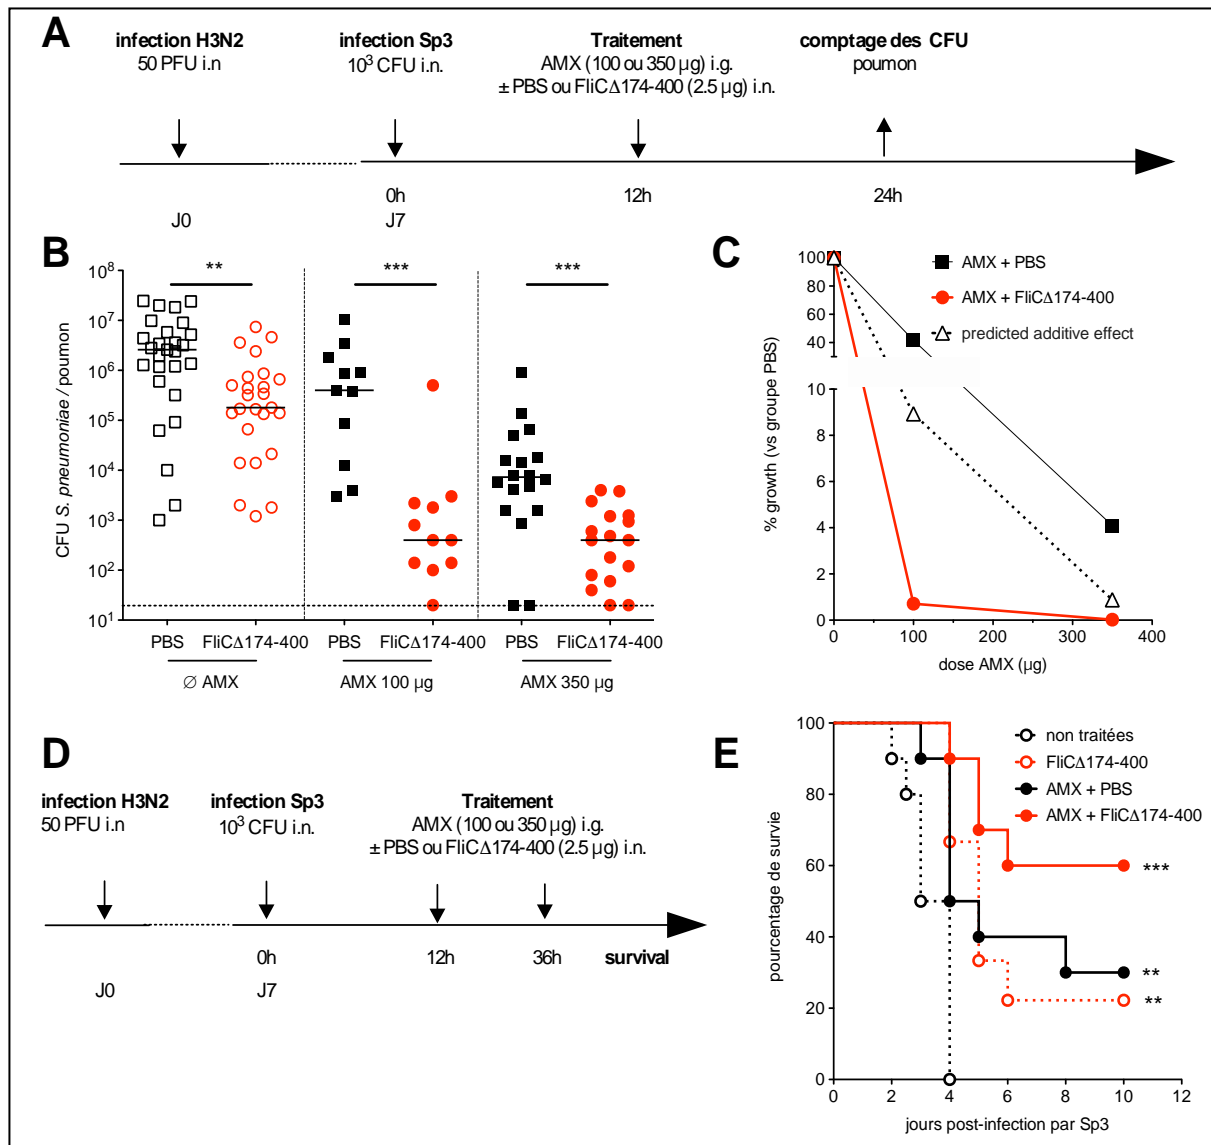 A
infection H3N2
50 PFU i.n
infection Sp3
10³ CFU i.n.
Traitement
AMX (100 ou 350 µg) i.g.
± PBS ou FliCΔ174-400 (2.5 µg) i.n.
comptage des CFU
poumon
0h
12h
24h
J0
J7
B
CFU S. pneumoniae / poumon
10⁸
10⁷
10⁶
10⁵
10⁴
10³
10²
10¹
**
***
***
PBS
FliCΔ174-400
PBS
FliCΔ174-400
PBS
FliCΔ174-400
∅ AMX
AMX 100 µg
AMX 350 µg
C
% growth (vs groupe PBS)
100
80
60
40
10
8
6
4
2
0
0
100
200
300
400
dose AMX (µg)
AMX + PBS
AMX + FliCΔ174-400
predicted additive effect
D
infection H3N2
50 PFU i.n
infection Sp3
10³ CFU i.n.
Traitement
AMX (100 ou 350 µg) i.g.
± PBS ou FliCΔ174-400 (2.5 µg) i.n.
0h
12h
36h
survival
J0
J7
E
pourcentage de survie
100
80
60
40
20
0
0
2
4
6
8
10
12
jours post-infection par Sp3
non traitées
FliCΔ174-400
AMX + PBS
AMX + FliCΔ174-400
***
**
**